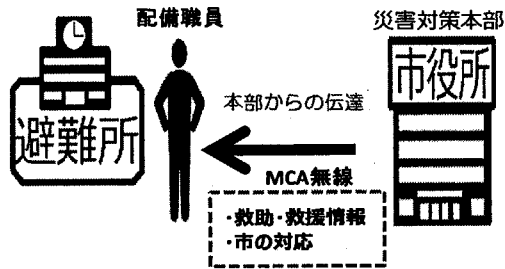 配備職員
災害対策本部
市役所
避難所
本部からの伝達
MCA無線
・救助・救援情報
・市の対応